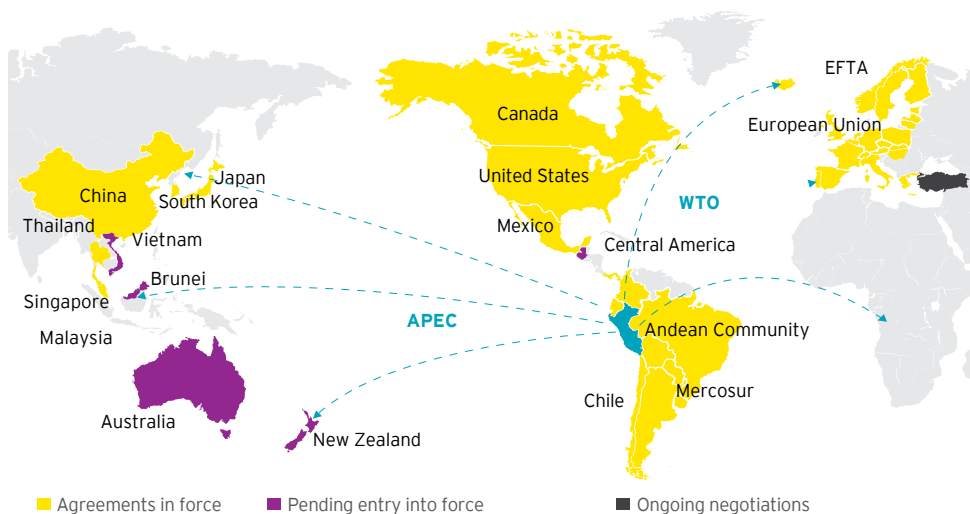 EFTA
Canada
European Union
Japan
China
United States
South Korea
WTO
Mexico
Thailand
Vietnam
Central America
Brunei
Singapore
APEC
Andean Community
Malaysia
Chile
Mercosur
Australia
New Zealand
Agreements in force
Pending entry into force
Ongoing negotiations